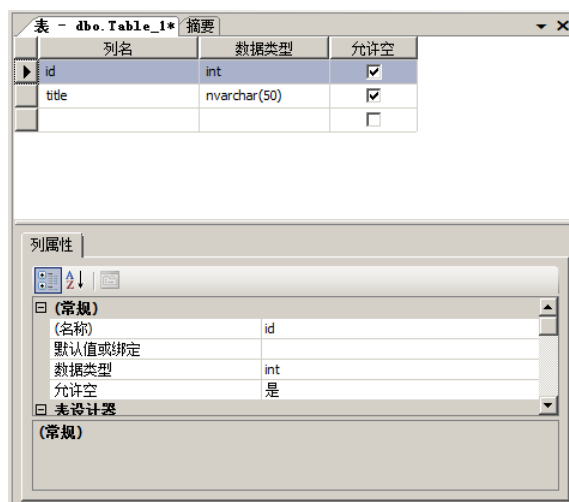 表 - dbo.Table_1* 摘要
列名 数据类型 允许空
id int
title nvarchar(50)
列属性
(常规)
(名称) id
默认值或绑定
数据类型 int
允许空 是
表设计器
(常规)